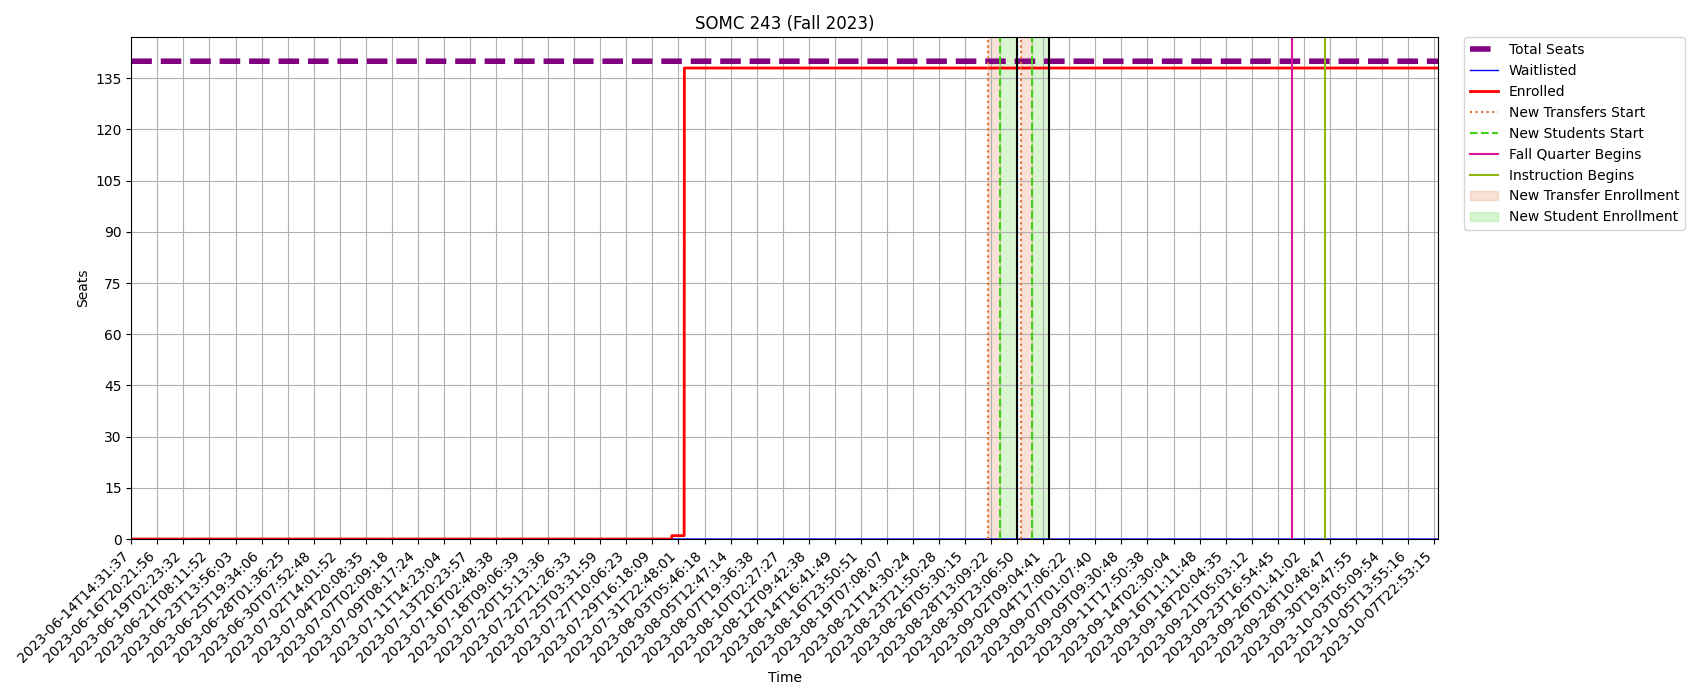 SOMC 243 (Fall 2023)
Total Seats
Waitlisted
Enrolled
New Transfers Start
New Students Start
Fall Quarter Begins
Instruction Begins
New Transfer Enrollment
New Student Enrollment
Seats
135
120
105
90
75
60
45
30
15
0
2023-06-14T14:31:37
2023-06-16T20:21:56
2023-06-19T02:23:32
2023-06-21T08:11:52
2023-06-23T13:56:03
2023-06-25T19:34:06
2023-06-28T01:36:25
2023-06-30T07:52:48
2023-07-02T14:01:52
2023-07-04T20:08:35
2023-07-07T02:09:18
2023-07-09T08:17:24
2023-07-11T14:23:04
2023-07-13T20:23:57
2023-07-16T02:48:38
2023-07-18T09:06:39
2023-07-20T15:13:36
2023-07-22T21:26:33
2023-07-25T03:31:59
2023-07-27T10:06:23
2023-07-29T16:18:09
2023-07-31T22:48:01
2023-08-03T05:46:18
2023-08-05T12:47:14
2023-08-07T19:36:38
2023-08-10T02:27:27
2023-08-12T09:42:38
2023-08-14T16:41:49
2023-08-16T23:50:51
2023-08-19T07:08:07
2023-08-21T14:30:24
2023-08-23T21:50:28
2023-08-26T05:30:15
2023-08-28T13:09:22
2023-08-30T23:06:50
2023-09-02T09:04:41
2023-09-04T17:06:22
2023-09-07T01:07:40
2023-09-09T09:30:48
2023-09-11T17:50:38
2023-09-14T02:30:04
2023-09-16T11:11:48
2023-09-18T20:04:35
2023-09-21T05:03:12
2023-09-23T16:54:45
2023-09-26T01:41:02
2023-09-28T10:48:47
2023-09-30T19:47:55
2023-10-03T05:09:54
2023-10-05T13:55:16
2023-10-07T22:53:15
Time